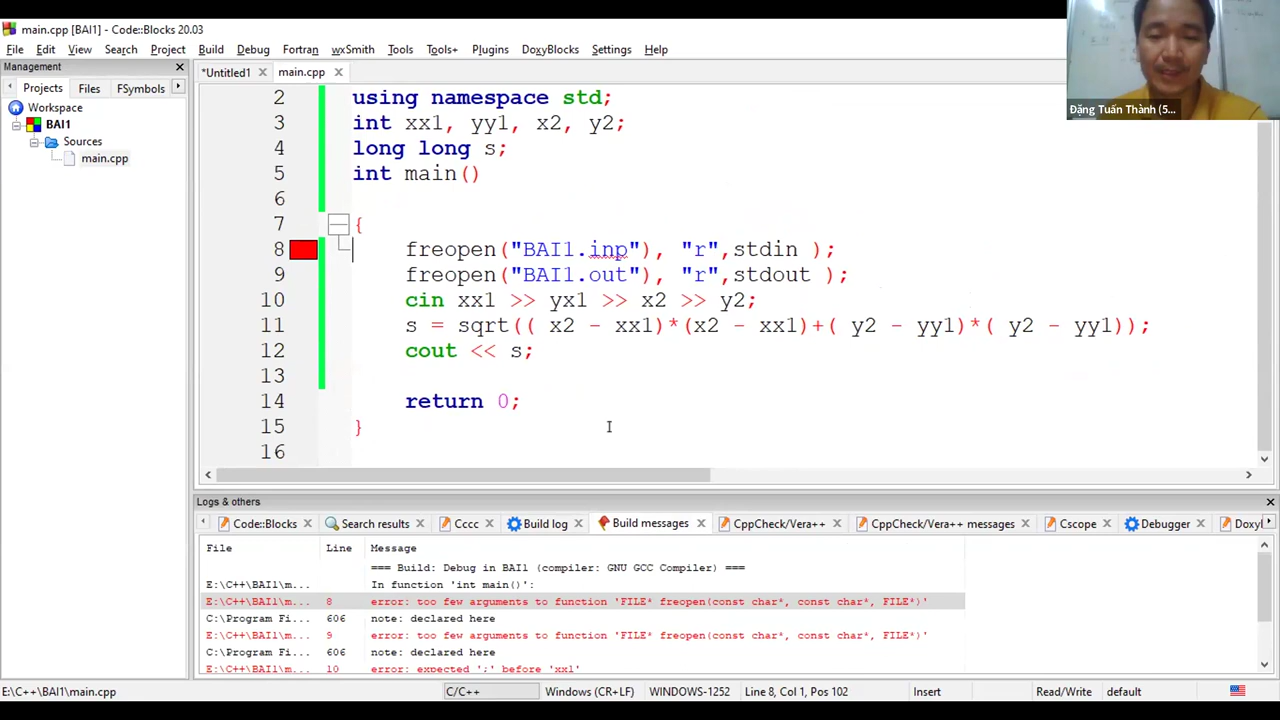 main.cpp [BAI1] - Code::Blocks 20.03
File Edit View Search Project Build Debug Fortran wxSmith Tools Tools+ Plugins DoxyBlocks Settings Help
Management
Projects Files FSymbols
Workspace
BAI1
Sources
main.cpp
*Untitled1 main.cpp
Đặng Tuấn Thành (5...
2 using namespace std;
3 int xx1, yy1, x2, y2;
4 long long s;
5 int main()
6
7 {
8 freopen("BAI1.inp"), "r",stdin );
9 freopen("BAI1.out"), "r",stdout );
10 cin xx1 >> yx1 >> x2 >> y2;
11 s = sqrt(( x2 - xx1)*(x2 - xx1)+( y2 - yy1)*( y2 - yy1));
12 cout << s;
13
14 return 0;
15 }
16
Logs & others
Code::Blocks Search results Cccc Build log Build messages CppCheck/Vera++ CppCheck/Vera++ messages Cscope Debugger Doxyl
File Line Message
=== Build: Debug in BAI1 (compiler: GNU GCC Compiler) ===
E:\C++\BAI1\m... In function 'int main()':
E:\C++\BAI1\m... 8 error: too few arguments to function 'FILE* freopen(const char*, const char*, FILE*)'
C:\Program Fi... 606 note: declared here
E:\C++\BAI1\m... 9 error: too few arguments to function 'FILE* freopen(const char*, const char*, FILE*)'
C:\Program Fi... 606 note: declared here
E:\C++\BAI1\m... 10 error: expected ';' before 'xx1'
E:\C++\BAI1\main.cpp C/C++ Windows (CR+LF) WINDOWS-1252 Line 8, Col 1, Pos 102 Insert Read/Write default